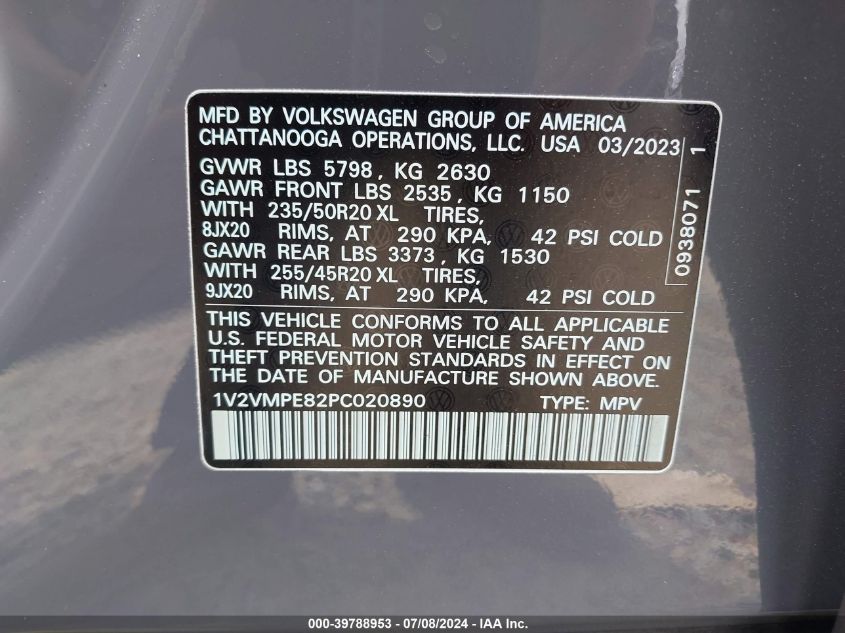 MFD BY VOLKSWAGEN GROUP OF AMERICA
CHATTANOOGA OPERATIONS, LLC. USA 03/2023
GVWR LBS 5798, KG 2630
GAWR FRONT LBS 2535, KG 1150
WITH 235/50R20 XL TIRES,
8JX20 RIMS, AT 290 KPA, 42 PSI COLD
GAWR REAR LBS 3373, KG 1530
WITH 255/45R20 XL TIRES,
9JX20 RIMS, AT 290 KPA, 42 PSI COLD
0938071 1
THIS VEHICLE CONFORMS TO ALL APPLICABLE
U.S. FEDERAL MOTOR VEHICLE SAFETY AND
THEFT PREVENTION STANDARDS IN EFFECT ON
THE DATE OF MANUFACTURE SHOWN ABOVE.
1V2VMPE82PC020890 TYPE: MPV
000-39788953 - 07/08/2024 - IAA Inc.